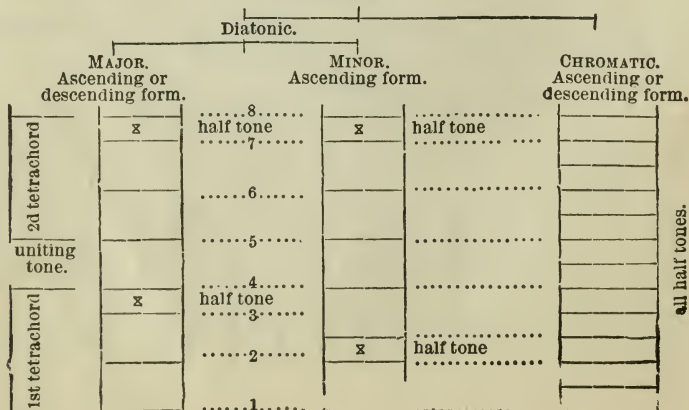 Diatonic.
MAJOR.
Ascending or
descending form.
MINOR.
Ascending form.
CHROMATIC.
Ascending or
descending form.
2d tetrachord
uniting
tone.
1st tetrachord
8
half tone
half tone
7
6
5
4
half tone
3
2
half tone
1
all half tones.